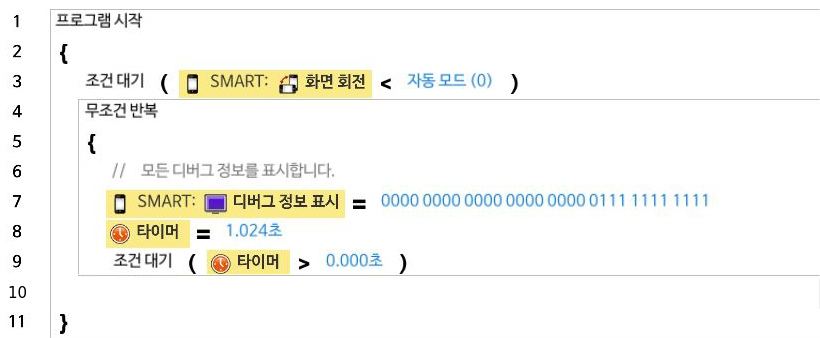 1 프로그램 시작
2 {
3 조건 대기 ( SMART: 화면 회전 < 자동 모드 (0) )
4 무조건 반복
5 {
6 // 모든 디버그 정보를 표시합니다.
7 SMART: 디버그 정보 표시 = 0000 0000 0000 0000 0000 0111 1111 1111
8 타이머 = 1.024초
9 조건 대기 ( 타이머 > 0.000초 )
10
11 }